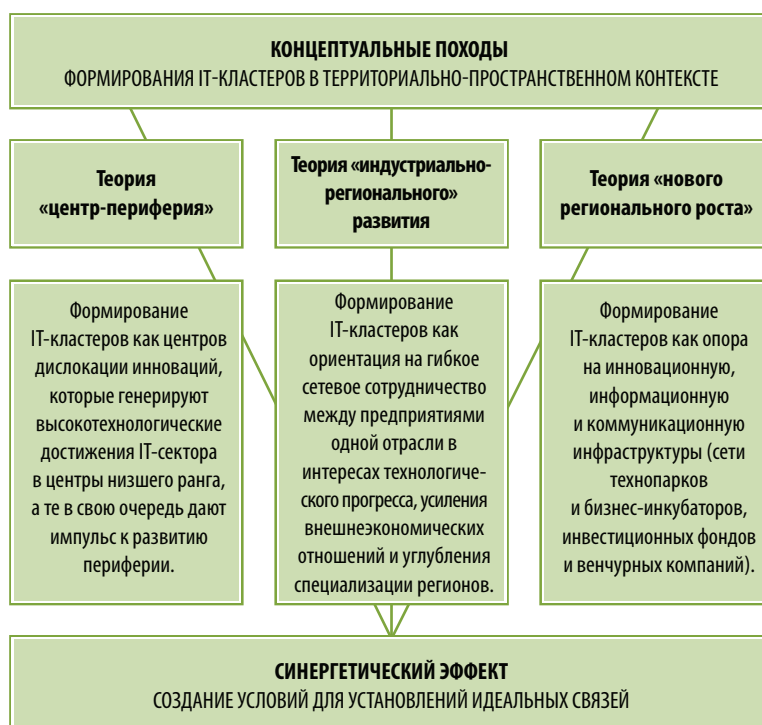 КОНЦЕПТУАЛЬНЫЕ ПОХОДЫ
ФОРМИРОВАНИЯ IT-КЛАСТЕРОВ В ТЕРРИТОРИАЛЬНО-ПРОСТРАНСТВЕННОМ КОНТЕКСТЕ
Теория
«центр-периферия»
Теория «индустриально-
регионального»
развития
Теория «нового
регионального роста»
Формирование
IT-кластеров как центров
дислокации инноваций,
которые генерируют
высокотехнологические
достижения IT-сектора
в центры низшего ранга,
а те в свою очередь дают
импульс к развитию
периферии.
Формирование
IT-кластеров как
ориентация на гибкое
сетевое сотрудничество
между предприятиями
одной отрасли в
интересах технологиче-
ского прогресса, усиления
внешнеэкономических
отношений и углубления
специализации регионов.
Формирование
IT-кластеров как опора
на инновационную,
информационную
и коммуникационную
инфраструктуры (сети
технопарков
и бизнес-инкубаторов,
инвестиционных фондов
и венчурных компаний).
СИНЕРГЕТИЧЕСКИЙ ЭФФЕКТ
СОЗДАНИЕ УСЛОВИЙ ДЛЯ УСТАНОВЛЕНИЙ ИДЕАЛЬНЫХ СВЯЗЕЙ